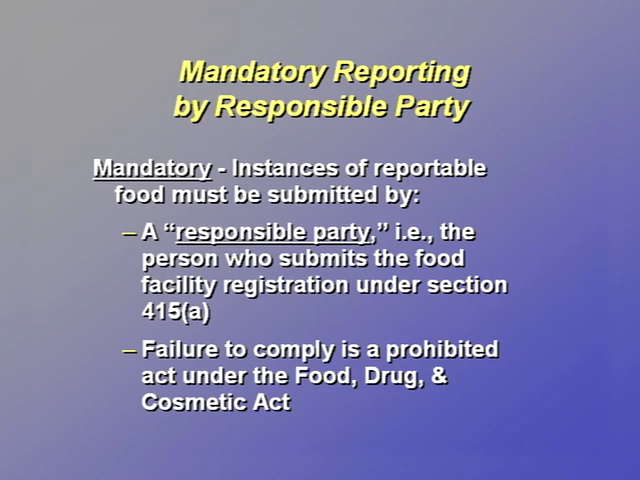 Mandatory Reporting
by Responsible Party
Mandatory - Instances of reportable
food must be submitted by:
– A “responsible party,” i.e., the
person who submits the food
facility registration under section
415(a)
– Failure to comply is a prohibited
act under the Food, Drug, &
Cosmetic Act